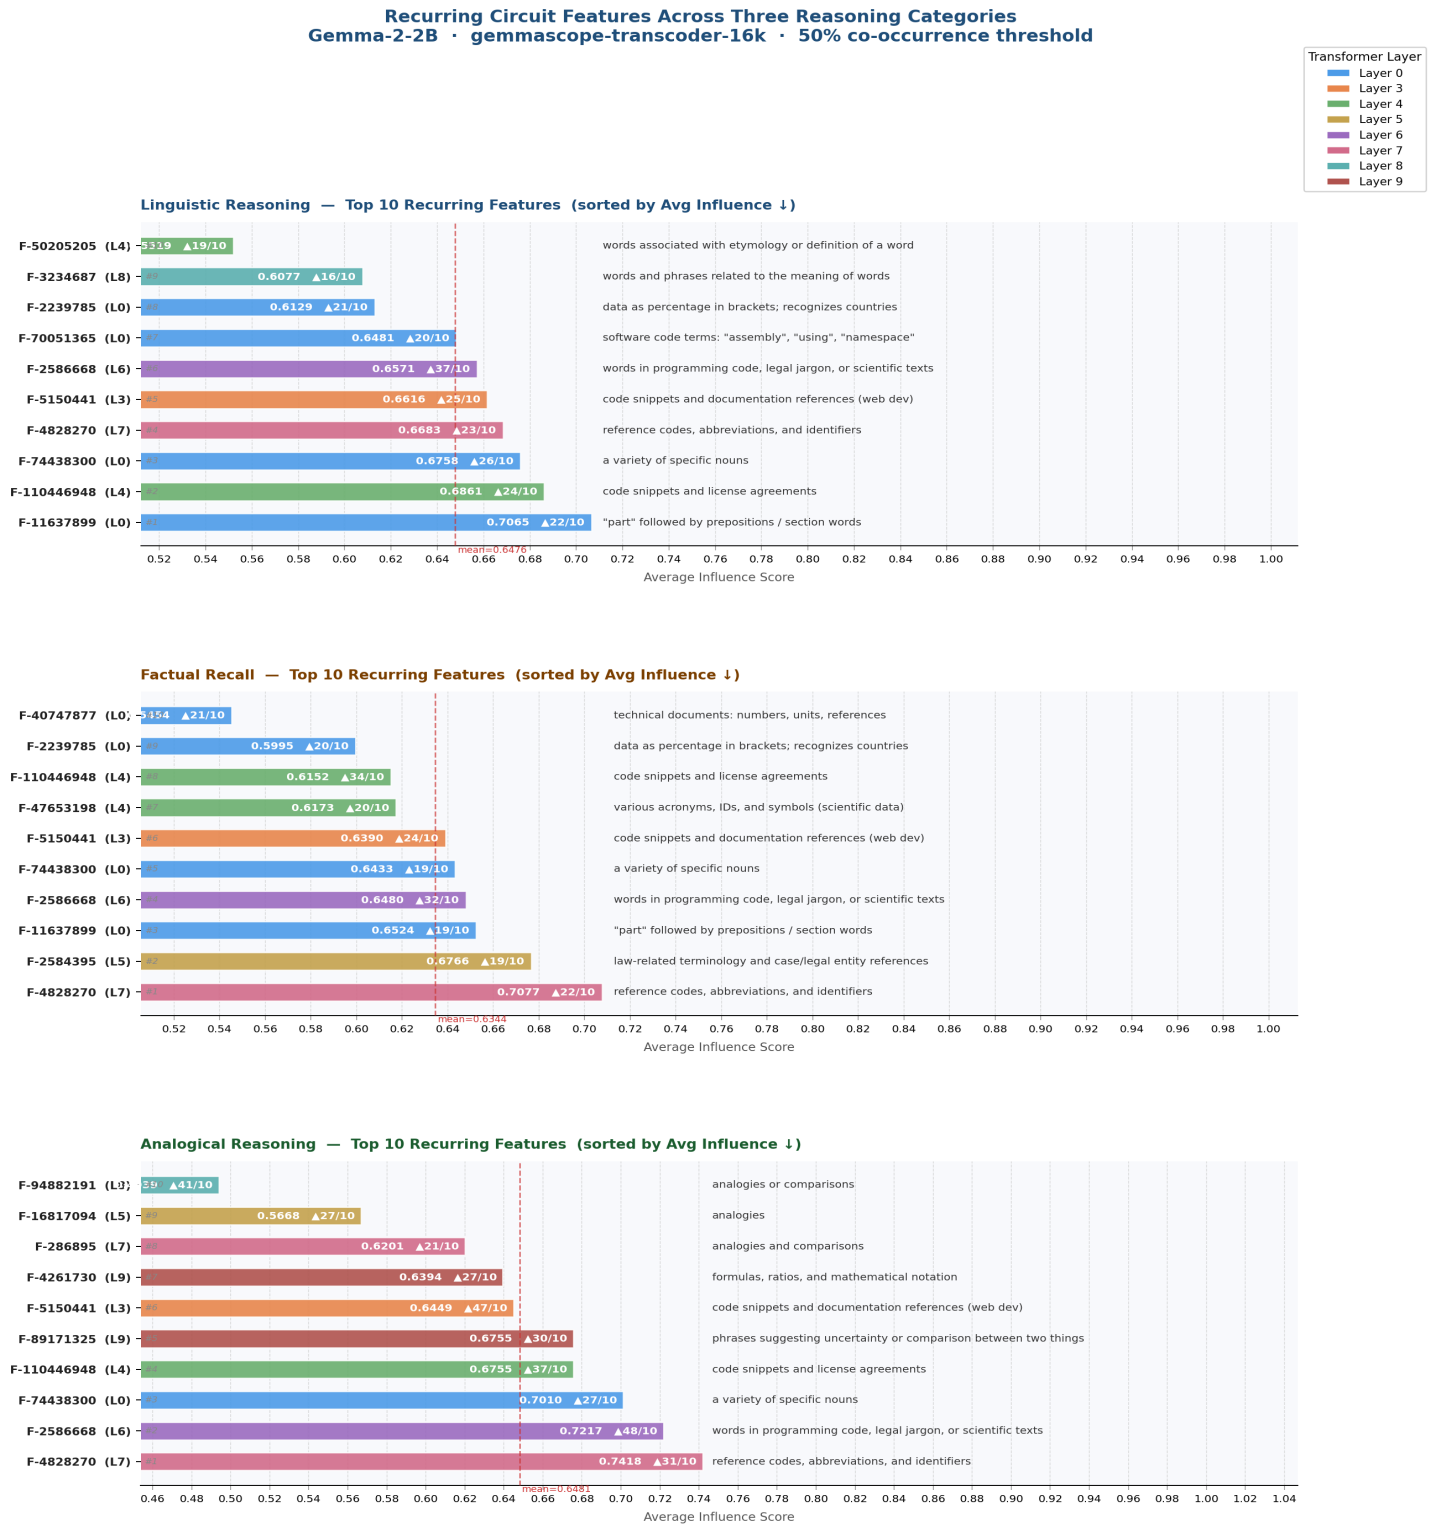 Recurring Circuit Features Across Three Reasoning Categories
Gemma-2-2B · gemmascope-transcoder-16k · 50% co-occurrence threshold
Transformer Layer
Layer 0
Layer 3
Layer 4
Layer 5
Layer 6
Layer 7
Layer 8
Layer 9
Linguistic Reasoning — Top 10 Recurring Features (sorted by Avg Influence ↓)
F-50205205 (L4) ▲19/10 words associated with etymology or definition of a word
F-3234687 (L8) #9 0.6077 ▲16/10 words and phrases related to the meaning of words
F-2239785 (L0) #8 0.6129 ▲21/10 data as percentage in brackets; recognizes countries
F-70051365 (L0) #7 0.6481 ▲20/10 software code terms: "assembly", "using", "namespace"
F-2586668 (L6) #6 0.6571 ▲37/10 words in programming code, legal jargon, or scientific texts
F-5150441 (L3) #5 0.6616 ▲25/10 code snippets and documentation references (web dev)
F-4828270 (L7) #4 0.6683 ▲23/10 reference codes, abbreviations, and identifiers
F-74438300 (L0) #3 0.6758 ▲26/10 a variety of specific nouns
F-110446948 (L4) #2 0.6861 ▲24/10 code snippets and license agreements
F-11637899 (L0) #1 0.7065 ▲22/10 "part" followed by prepositions / section words
mean=0.6476
0.52 0.54 0.56 0.58 0.60 0.62 0.64 0.66 0.68 0.70 0.72 0.74 0.76 0.78 0.80 0.82 0.84 0.86 0.88 0.90 0.92 0.94 0.96 0.98 1.00
Average Influence Score
Factual Recall — Top 10 Recurring Features (sorted by Avg Influence ↓)
F-40747877 (L0) ▲21/10 technical documents: numbers, units, references
F-2239785 (L0) #9 0.5995 ▲20/10 data as percentage in brackets; recognizes countries
F-110446948 (L4) #8 0.6152 ▲34/10 code snippets and license agreements
F-47653198 (L4) #7 0.6173 ▲20/10 various acronyms, IDs, and symbols (scientific data)
F-5150441 (L3) #6 0.6390 ▲24/10 code snippets and documentation references (web dev)
F-74438300 (L0) #5 0.6433 ▲19/10 a variety of specific nouns
F-2586668 (L6) #4 0.6480 ▲32/10 words in programming code, legal jargon, or scientific texts
F-11637899 (L0) #3 0.6524 ▲19/10 "part" followed by prepositions / section words
F-2584395 (L5) #2 0.6766 ▲19/10 law-related terminology and case/legal entity references
F-4828270 (L7) #1 0.7077 ▲22/10 reference codes, abbreviations, and identifiers
mean=0.6344
0.52 0.54 0.56 0.58 0.60 0.62 0.64 0.66 0.68 0.70 0.72 0.74 0.76 0.78 0.80 0.82 0.84 0.86 0.88 0.90 0.92 0.94 0.96 0.98 1.00
Average Influence Score
Analogical Reasoning — Top 10 Recurring Features (sorted by Avg Influence ↓)
F-94882191 ▲41/10 analogies or comparisons
F-16817094 (L5) #9 0.5668 ▲27/10 analogies
F-286895 (L7) #8 0.6201 ▲21/10 analogies and comparisons
F-4261730 (L9) #7 0.6394 ▲27/10 formulas, ratios, and mathematical notation
F-5150441 (L3) #6 0.6449 ▲47/10 code snippets and documentation references (web dev)
F-89171325 (L9) #5 0.6755 ▲30/10 phrases suggesting uncertainty or comparison between two things
F-110446948 (L4) #4 0.6755 ▲37/10 code snippets and license agreements
F-74438300 (L0) #3 0.7010 ▲27/10 a variety of specific nouns
F-2586668 (L6) #2 0.7217 ▲48/10 words in programming code, legal jargon, or scientific texts
F-4828270 (L7) #1 0.7418 ▲31/10 reference codes, abbreviations, and identifiers
mean=0.6481
0.46 0.48 0.50 0.52 0.54 0.56 0.58 0.60 0.62 0.64 0.66 0.68 0.70 0.72 0.74 0.76 0.78 0.80 0.82 0.84 0.86 0.88 0.90 0.92 0.94 0.96 0.98 1.00 1.02 1.04
Average Influence Score